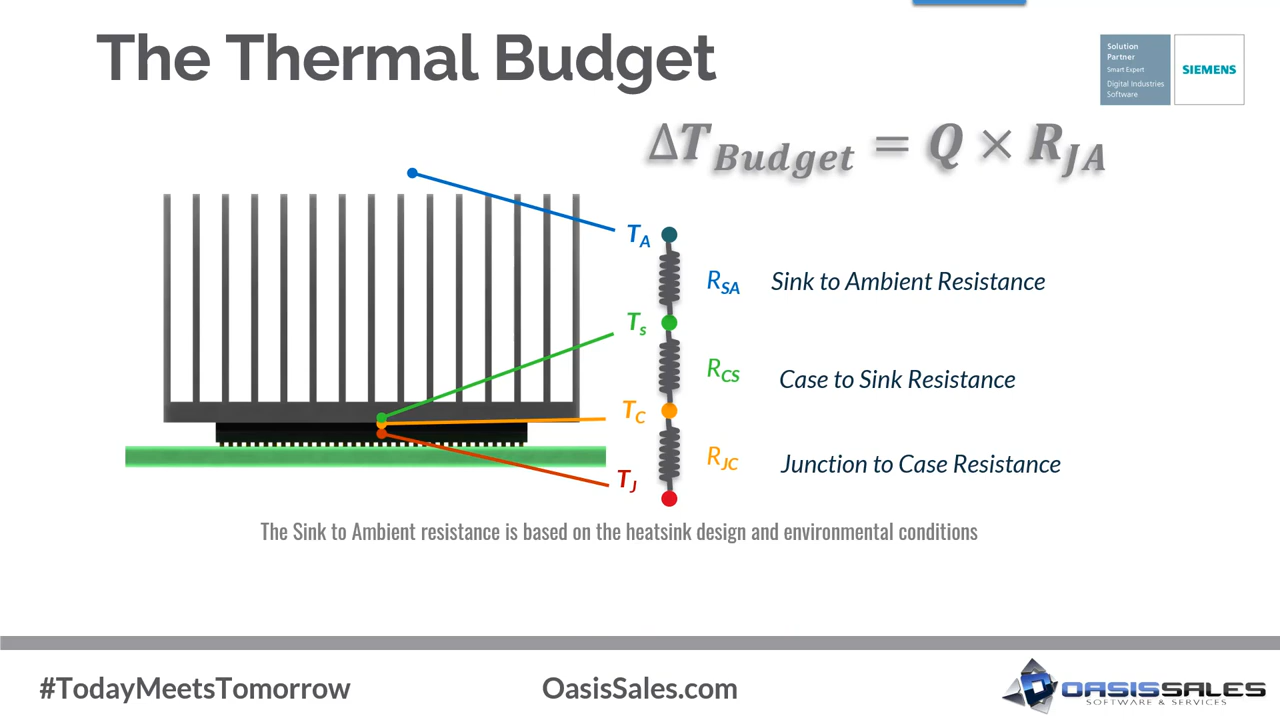 The Thermal Budget
Solution
Partner
Smart Expert
Digital Industries
Software
SIEMENS
ΔT_Budget = Q × R_JA
T_A
R_SA Sink to Ambient Resistance
T_s
R_CS Case to Sink Resistance
T_C
R_JC Junction to Case Resistance
T_J
The Sink to Ambient resistance is based on the heatsink design and environmental conditions
#TodayMeetsTomorrow
OasisSales.com
OASISSALES
SOFTWARE & SERVICES